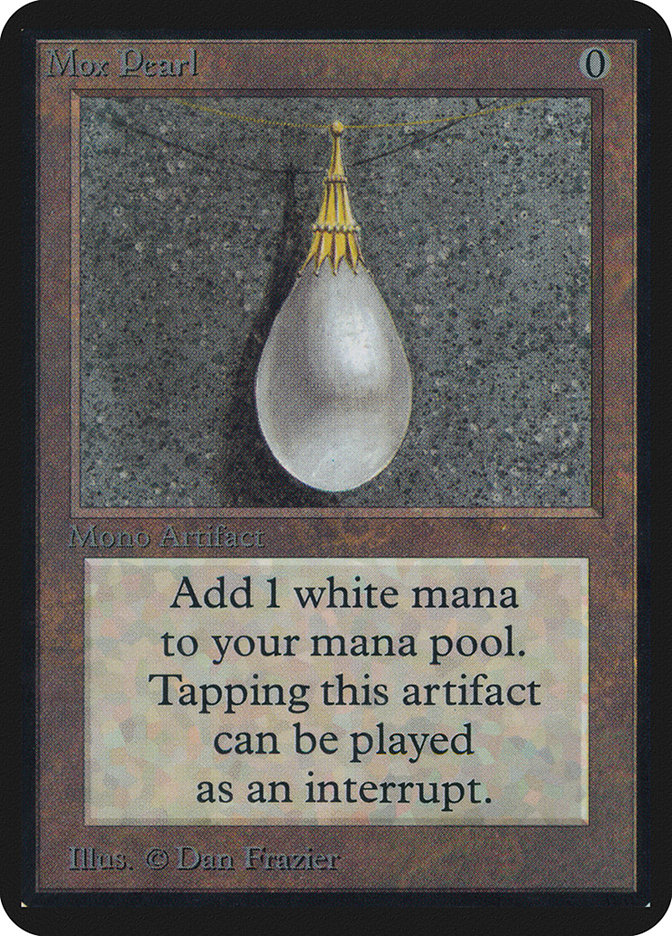 Mox Pearl
0
Mono Artifact
Add 1 white mana
to your mana pool.
Tapping this artifact
can be played
as an interrupt.
Illus. © Dan Frazier